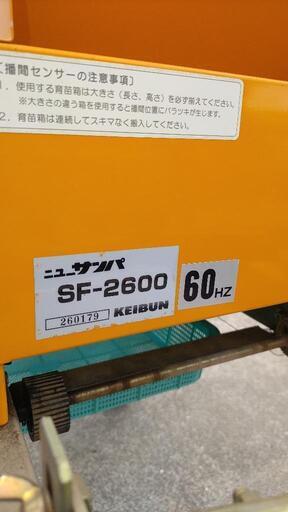 〔播間センサーの注意事項〕
1．使用する育苗箱は大きさ（長さ、高さ）を必ず揃えてください。
※大きさの違う箱を使用すると播間位置にバラツキが生じます。
2．育苗箱は連続してスキマなく搬入してください。
ニューサンパ
SF-2600
260179 KEIBUN
60HZ